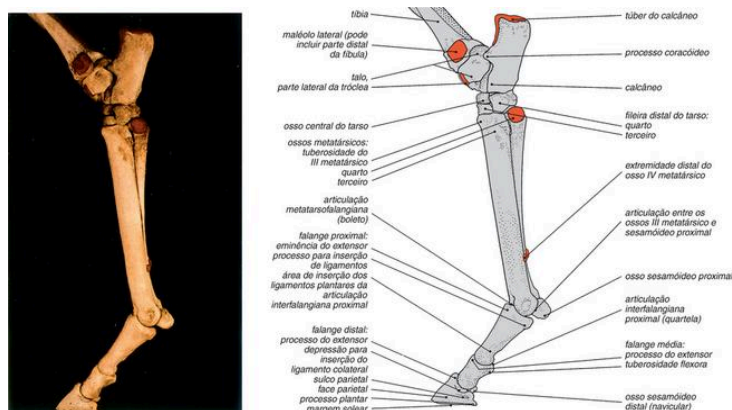 tíbia
maléolo lateral (pode
incluir parte distal
da fíbula)
talo,
parte lateral da tróclea
osso central do tarso
ossos metatársicos:
tuberosidade do
III metatársico
quarto
terceiro
articulação
metatarsofalangiana
(boleto)
falange proximal:
eminência do extensor
processo para inserção
de ligamentos
área de inserção dos
ligamentos plantares da
articulação
interfalangiana proximal
falange distal:
processo do extensor
depressão para
inserção do
ligamento colateral
sulco parietal
face parietal
processo plantar
margem solear
túber do calcâneo
processo coracóideo
calcâneo
fileira distal do tarso:
quarto
terceiro
extremidade distal do
osso IV metatársico
articulação entre os
ossos III metatársico e
sesamóideo proximal
osso sesamóideo proximal
articulação
interfalangiana
proximal (quartela)
falange média:
processo do extensor
tuberosidade flexora
osso sesamóideo
distal (navicular)